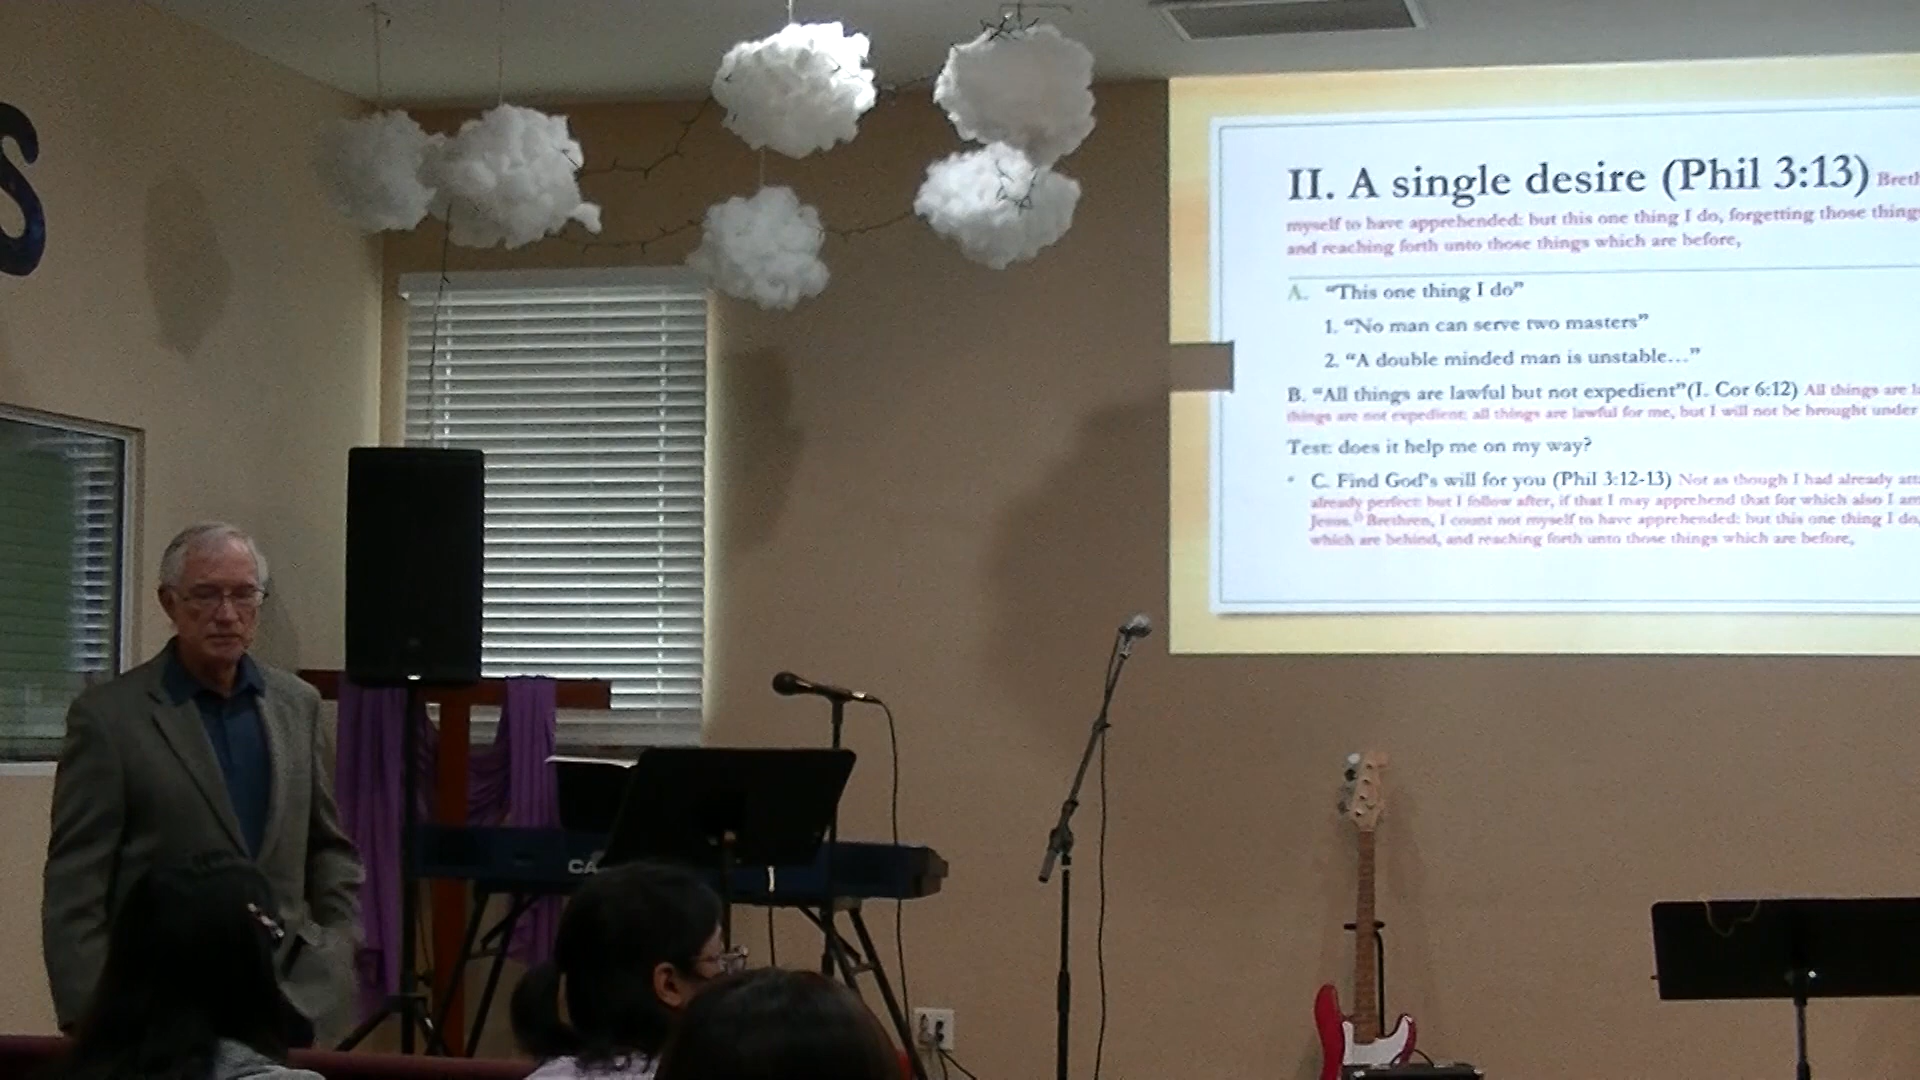 S
II. A single desire (Phil 3:13) Breth
myself to have apprehended: but this one thing I do, forgetting those things
and reaching forth unto those things which are before,
A. “This one thing I do”
1. “No man can serve two masters”
2. “A double minded man is unstable…”
B. “All things are lawful but not expedient”(I. Cor 6:12) All things are l
things are not expedient: all things are lawful for me, but I will not be brought under
Test: does it help me on my way?
• C. Find God’s will for you (Phil 3:12-13) Not as though I had already att
already perfect: but I follow after, if that I may apprehend that for which also I am
Jesus. Brethren, I count not myself to have apprehended: but this one thing I do,
which are behind, and reaching forth unto those things which are before,
CA